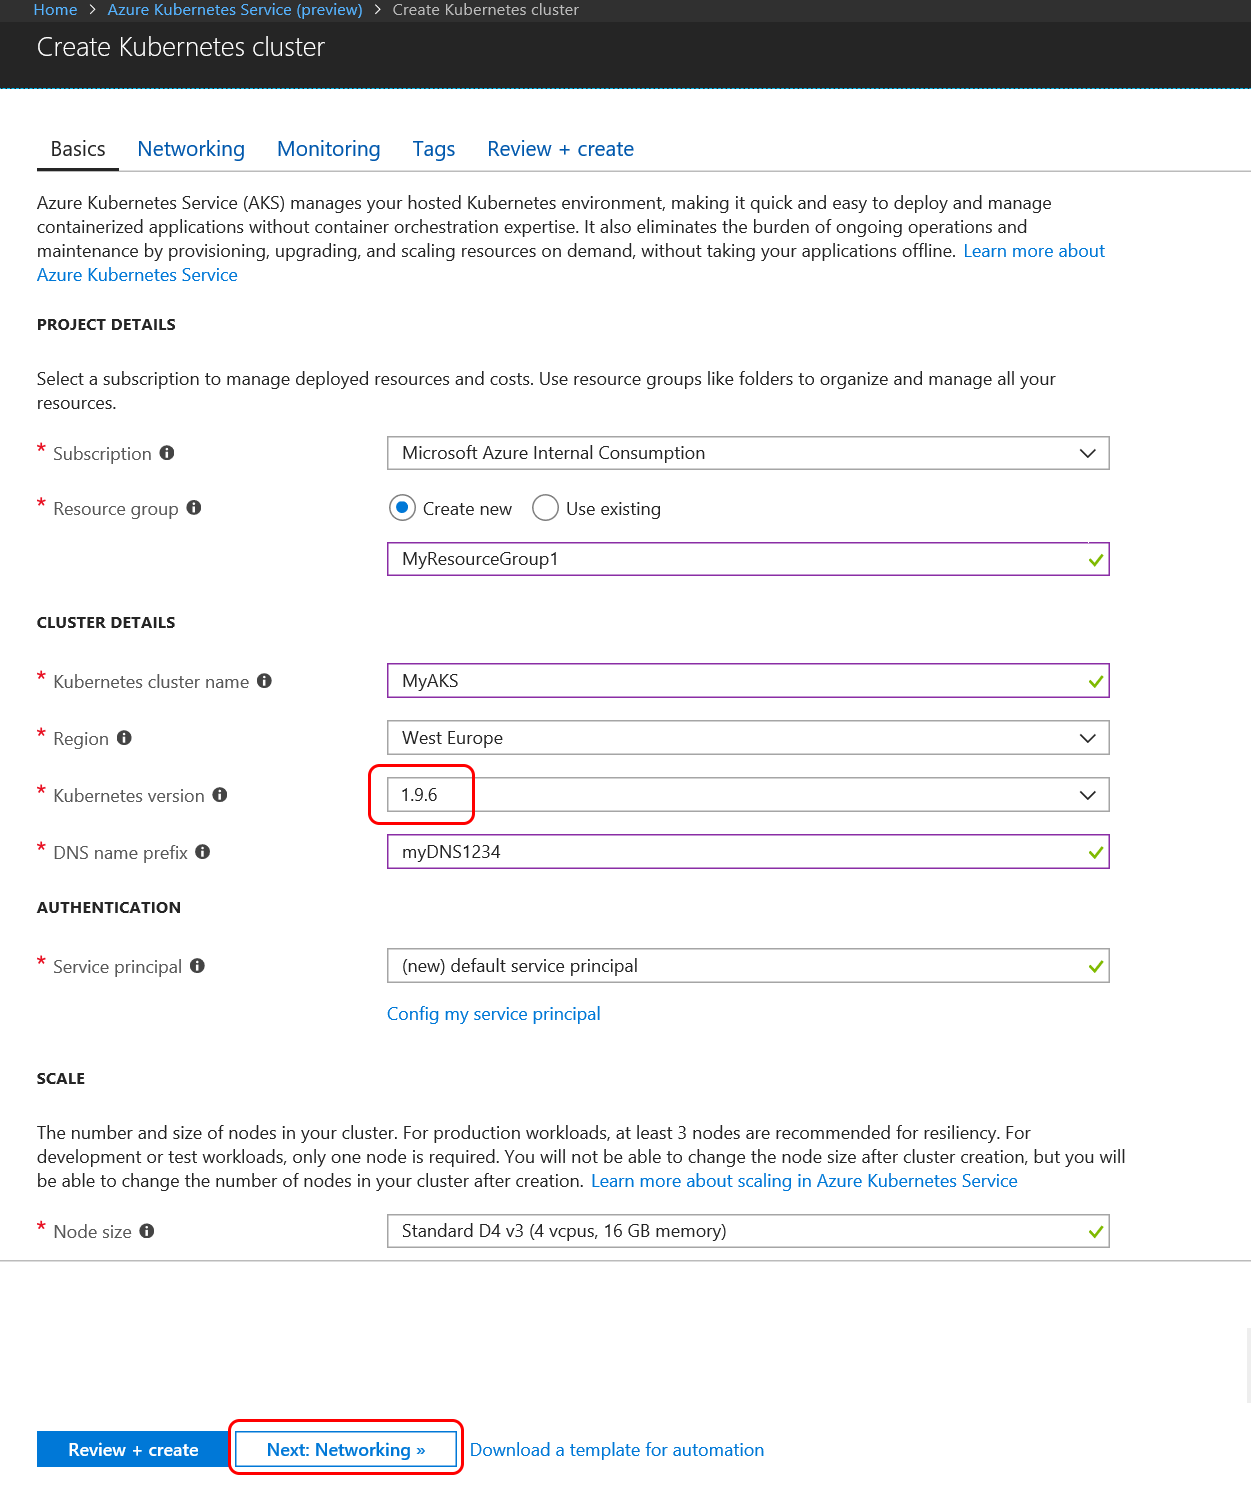 Home > Azure Kubernetes Service (preview) > Create Kubernetes cluster
Create Kubernetes cluster
Basics Networking Monitoring Tags Review + create
Azure Kubernetes Service (AKS) manages your hosted Kubernetes environment, making it quick and easy to deploy and manage
containerized applications without container orchestration expertise. It also eliminates the burden of ongoing operations and
maintenance by provisioning, upgrading, and scaling resources on demand, without taking your applications offline. Learn more about
Azure Kubernetes Service
PROJECT DETAILS
Select a subscription to manage deployed resources and costs. Use resource groups like folders to organize and manage all your
resources.
* Subscription Microsoft Azure Internal Consumption
* Resource group Create new Use existing
MyResourceGroup1
CLUSTER DETAILS
* Kubernetes cluster name MyAKS
* Region West Europe
* Kubernetes version 1.9.6
* DNS name prefix myDNS1234
AUTHENTICATION
* Service principal (new) default service principal
Config my service principal
SCALE
The number and size of nodes in your cluster. For production workloads, at least 3 nodes are recommended for resiliency. For
development or test workloads, only one node is required. You will not be able to change the node size after cluster creation, but you will
be able to change the number of nodes in your cluster after creation. Learn more about scaling in Azure Kubernetes Service
* Node size Standard D4 v3 (4 vcpus, 16 GB memory)
Review + create Next: Networking » Download a template for automation